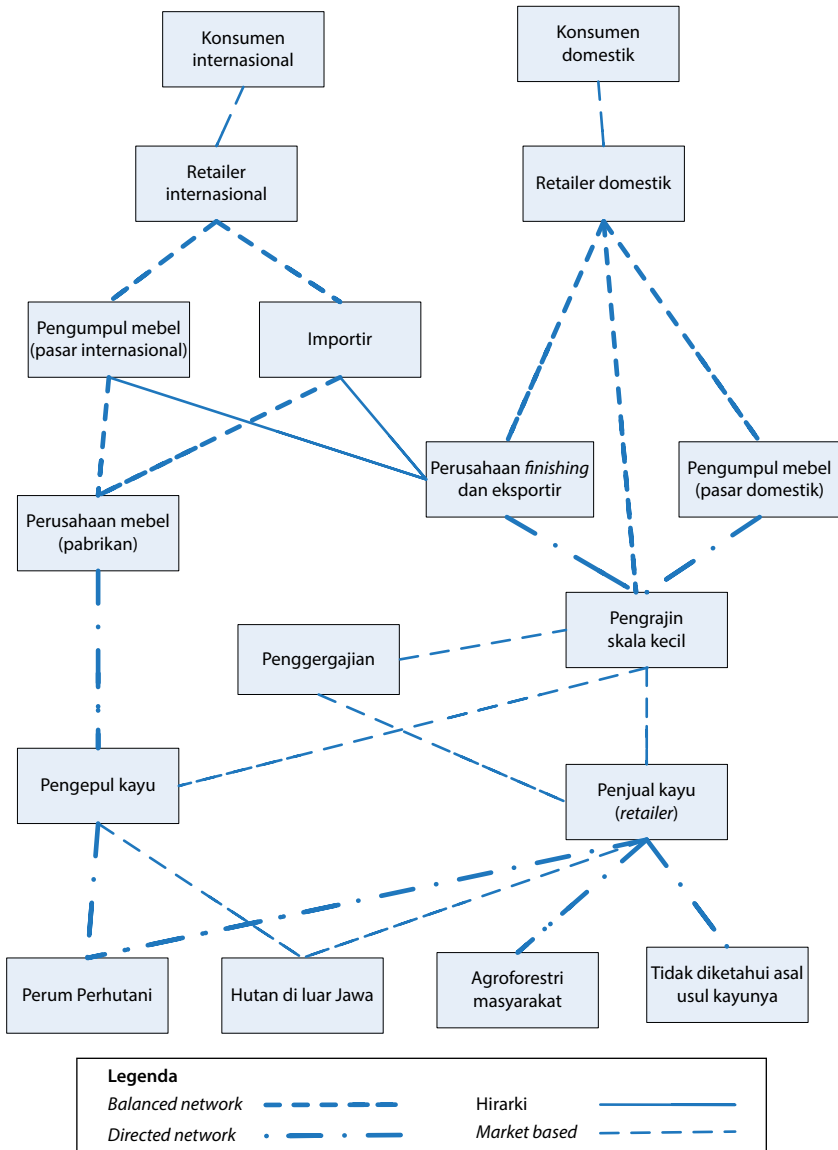 Konsumen
internasional
Konsumen
domestik
Retailer
internasional
Retailer domestik
Pengumpul mebel
(pasar internasional)
Importir
Perusahaan finishing
dan eksportir
Pengumpul mebel
(pasar domestik)
Perusahaan mebel
(pabrikan)
Pengrajin
skala kecil
Penggergajian
Pengepul kayu
Penjual kayu
(retailer)
Perum Perhutani
Hutan di luar Jawa
Agroforestri
masyarakat
Tidak diketahui asal
usul kayunya
Legenda
Balanced network
Hirarki
Directed network
Market based